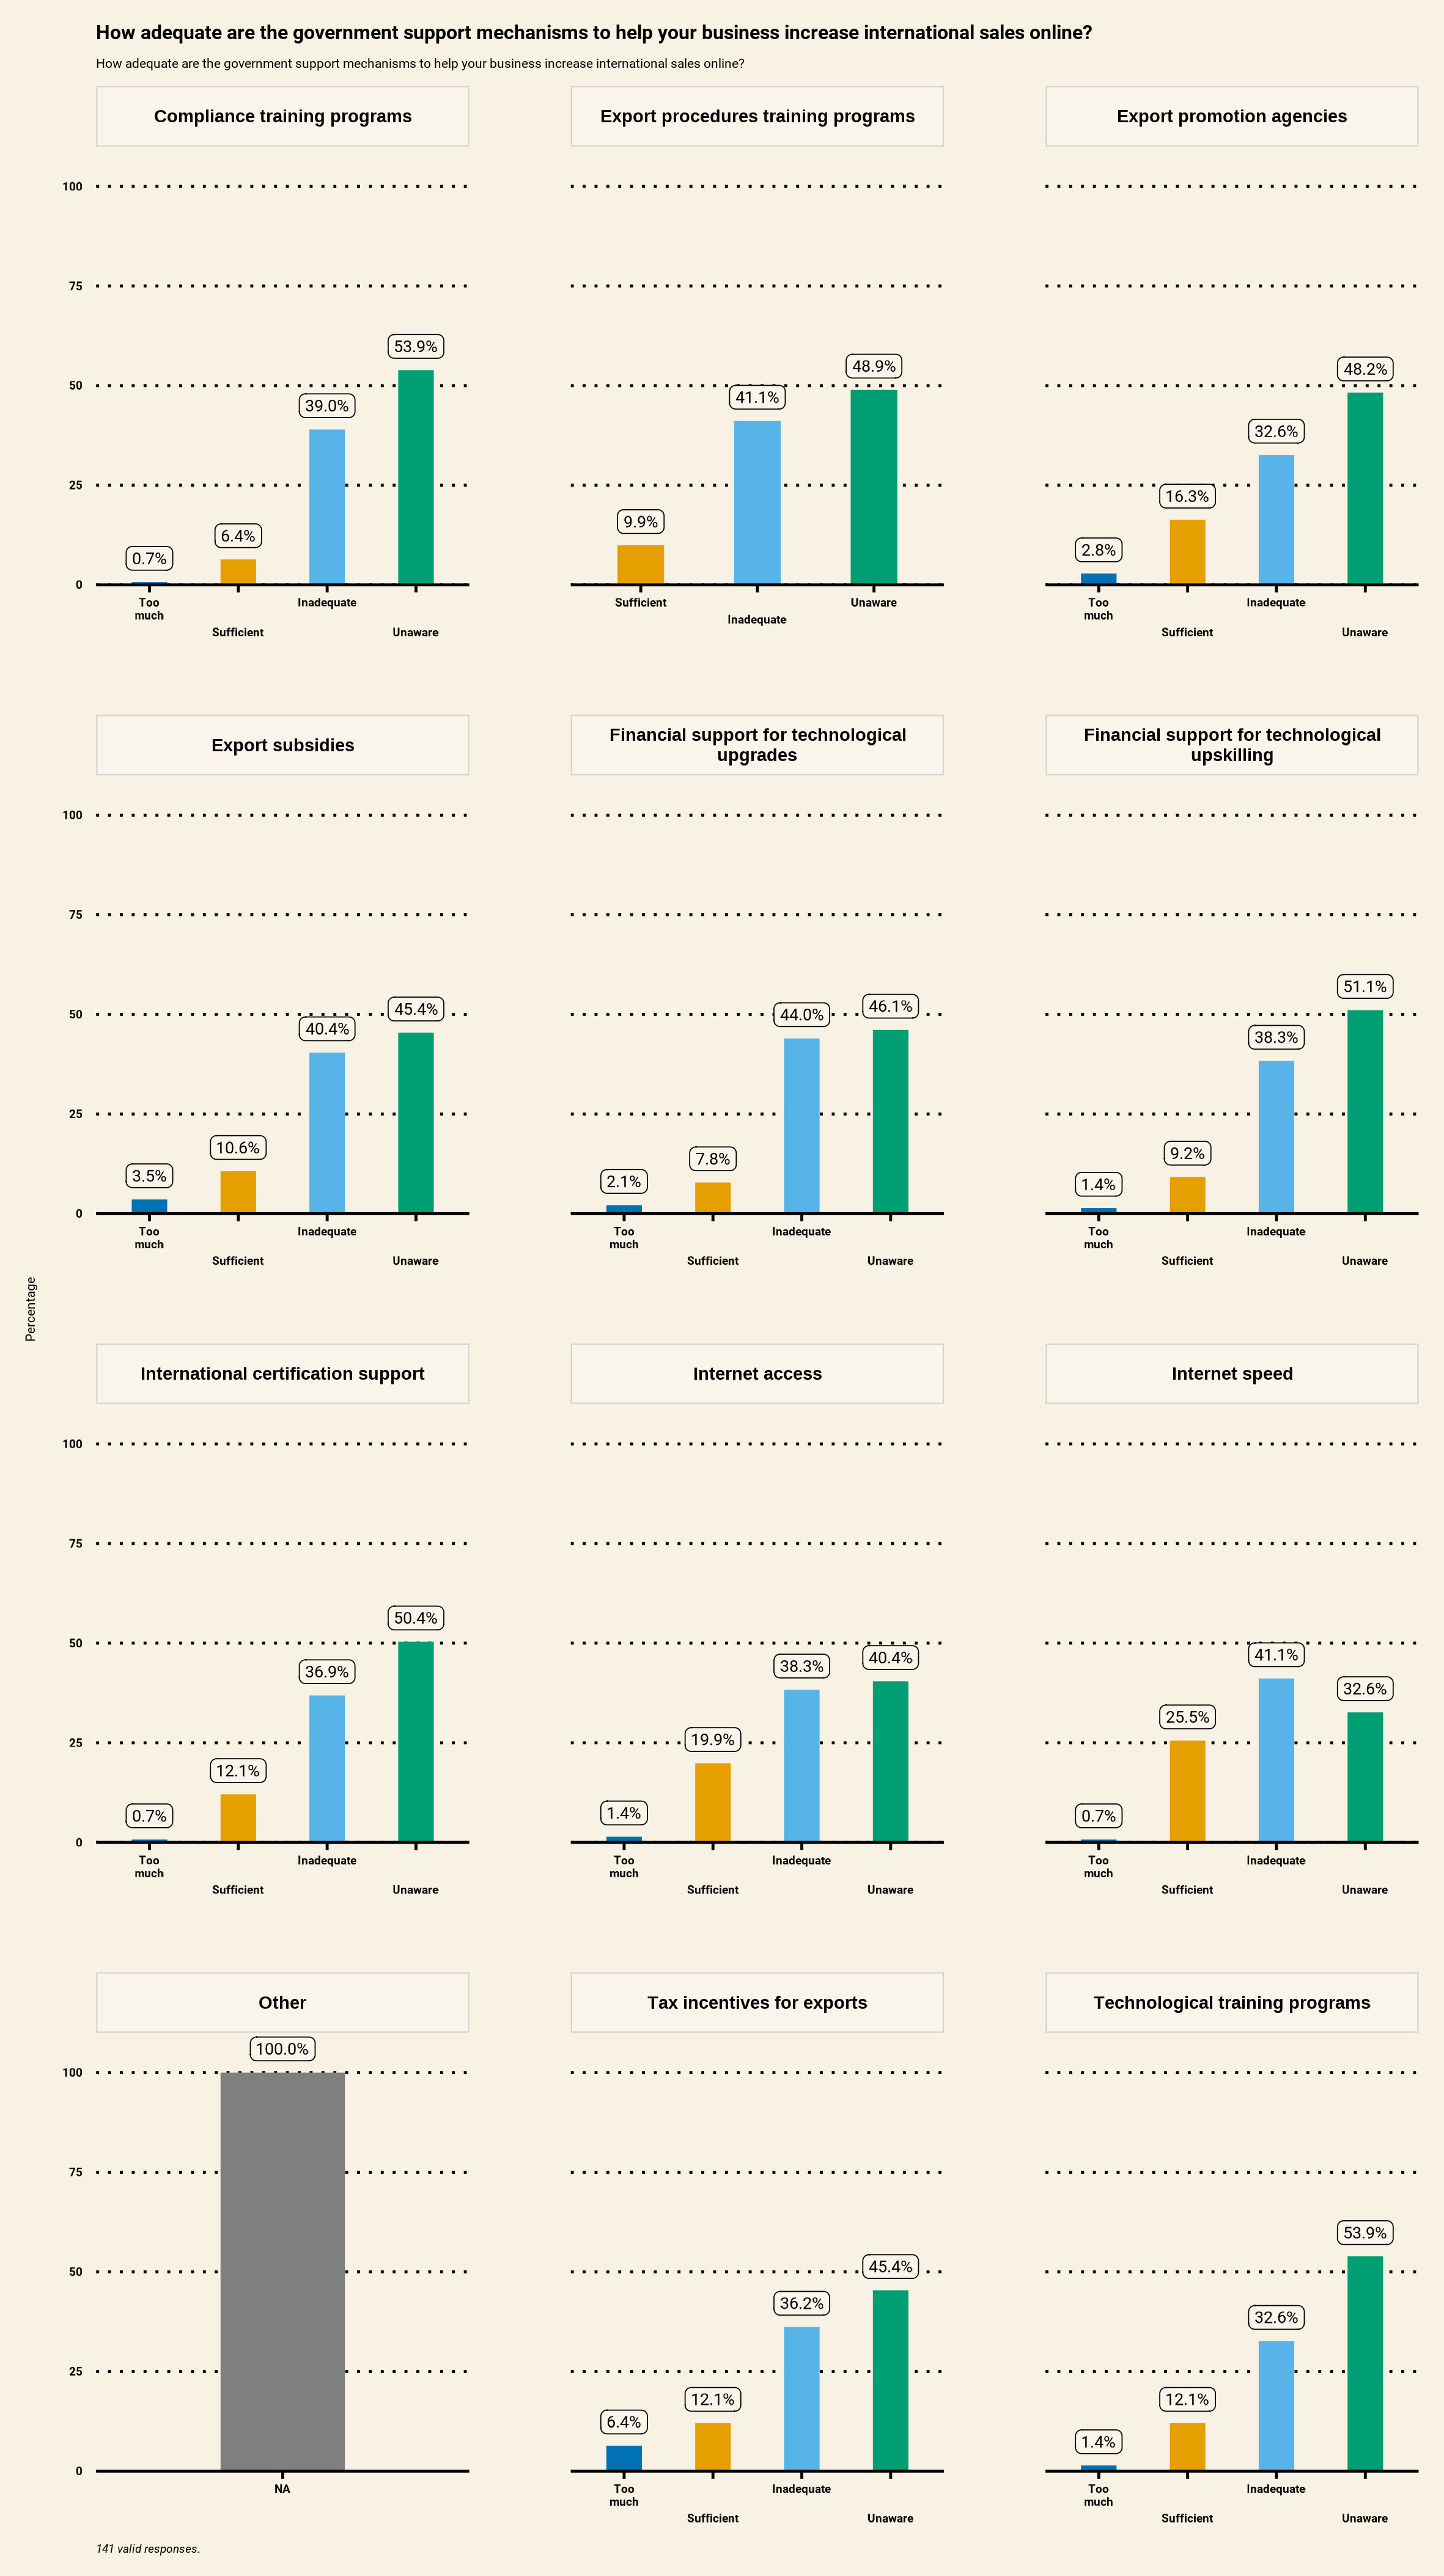 How adequate are the government support mechanisms to help your business increase international sales online?
How adequate are the government support mechanisms to help your business increase international sales online?
Percentage
Compliance training programs
100
75
50
25
0
0.7%
6.4%
39.0%
53.9%
Too
much
Sufficient
Inadequate
Unaware
Export procedures training programs
9.9%
41.1%
48.9%
Sufficient
Inadequate
Unaware
Export promotion agencies
2.8%
16.3%
32.6%
48.2%
Too
much
Sufficient
Inadequate
Unaware
Export subsidies
100
75
50
25
0
3.5%
10.6%
40.4%
45.4%
Too
much
Sufficient
Inadequate
Unaware
Financial support for technological
upgrades
2.1%
7.8%
44.0%
46.1%
Too
much
Sufficient
Inadequate
Unaware
Financial support for technological
upskilling
1.4%
9.2%
38.3%
51.1%
Too
much
Sufficient
Inadequate
Unaware
International certification support
100
75
50
25
0
0.7%
12.1%
36.9%
50.4%
Too
much
Sufficient
Inadequate
Unaware
Internet access
1.4%
19.9%
38.3%
40.4%
Too
much
Sufficient
Inadequate
Unaware
Internet speed
0.7%
25.5%
41.1%
32.6%
Too
much
Sufficient
Inadequate
Unaware
Other
100
75
50
25
0
100.0%
NA
Tax incentives for exports
6.4%
12.1%
36.2%
45.4%
Too
much
Sufficient
Inadequate
Unaware
Technological training programs
1.4%
12.1%
32.6%
53.9%
Too
much
Sufficient
Inadequate
Unaware
141 valid responses.